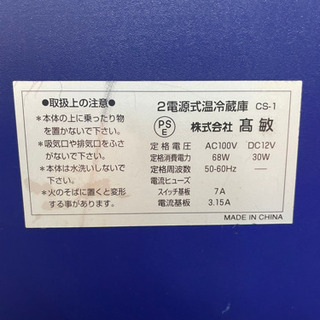 ●取扱上の注意●
＊本体の上に乗ったり物
を置かないで下さい。
＊吸気口や排気口をふさ
がないで下さい。
＊本体は水洗いしないで
下さい。
＊火のそばに置くと変形
する事があります。
2電源式温冷蔵庫 CS-1
PSE 株式会社 髙敏
定格電圧 AC100V DC12V
定格消費電力 68W 30W
定格周波数 50-60Hz ——
電流ヒューズ
スイッチ基板 7A
電流基板 3.15A
MADE IN CHINA